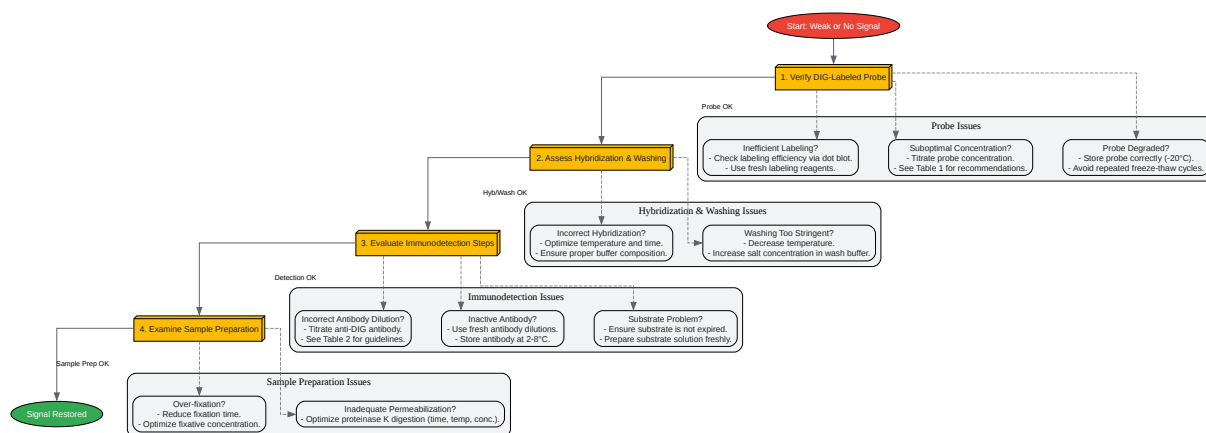 Start: Weak or No Signal
1. Verify DIG-Labeled Probe
Probe OK
Probe Issues
Inefficient Labeling?
- Check labeling efficiency via dot blot.
- Use fresh labeling reagents.
Suboptimal Concentration?
- Titrate probe concentration.
- See Table 1 for recommendations.
Probe Degraded?
- Store probe correctly (-20°C).
- Avoid repeated freeze-thaw cycles.
2. Assess Hybridization & Washing
Hyb/Wash OK
Hybridization & Washing Issues
Incorrect Hybridization?
- Optimize temperature and time.
- Ensure proper buffer composition.
Washing Too Stringent?
- Decrease temperature.
- Increase salt concentration in wash buffer.
3. Evaluate Immunodetection Steps
Detection OK
Immunodetection Issues
Incorrect Antibody Dilution?
- Titrate anti-DIG antibody.
- See Table 2 for guidelines.
Inactive Antibody?
- Use fresh antibody dilutions.
- Store antibody at 2-8°C.
Substrate Problem?
- Ensure substrate is not expired.
- Prepare substrate solution freshly.
4. Examine Sample Preparation
Sample Prep OK
Sample Preparation Issues
Over-fixation?
- Reduce fixation time.
- Optimize fixative concentration.
Inadequate Permeabilization?
- Optimize proteinase K digestion (time, temp, conc.).
Signal Restored